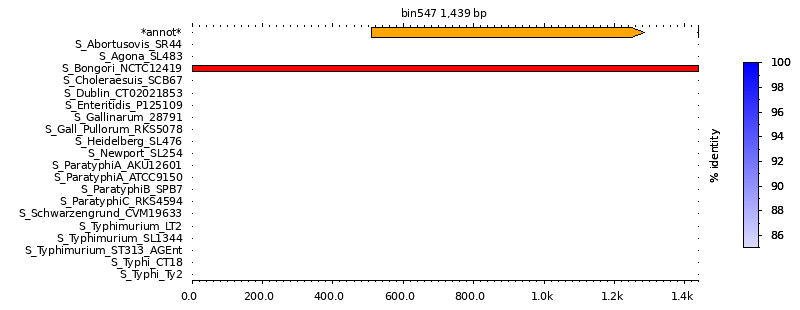 bin547 1,439 bp
*annot*
S_Abortusovis_SR44
S_Agona_SL483
S_Bongori_NCTC12419
S_Choleraesuis_SCB67
S_Dublin_CT02021853
S_Enteritidis_P125109
S_Gallinarum_28791
S_Gall_Pullorum_RKS5078
S_Heidelberg_SL476
S_Newport_SL254
S_ParatyphiA_AKU12601
S_ParatyphiA_ATCC9150
S_ParatyphiB_SPB7
S_ParatyphiC_RKS4594
S_Schwarzengrund_CVM19633
S_Typhimurium_LT2
S_Typhimurium_SL1344
S_Typhimurium_ST313_AGEnt
S_Typhi_CT18
S_Typhi_Ty2
0.0 200.0 400.0 600.0 800.0 1.0k 1.2k 1.4k
% identity
100
98
96
94
92
90
88
86